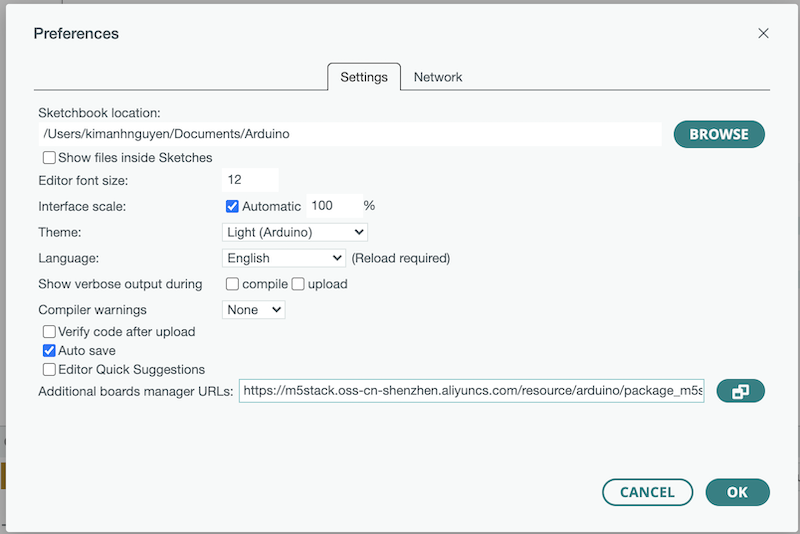 Preferences
Settings Network
Sketchbook location:
/Users/kimanhnguyen/Documents/Arduino
BROWSE
Show files inside Sketches
Editor font size: 12
Interface scale: Automatic 100 %
Theme: Light (Arduino)
Language: English (Reload required)
Show verbose output during compile upload
Compiler warnings None
Verify code after upload
Auto save
Editor Quick Suggestions
Additional boards manager URLs: https://m5stack.oss-cn-shenzhen.aliyuncs.com/resource/arduino/package_m5s
CANCEL OK